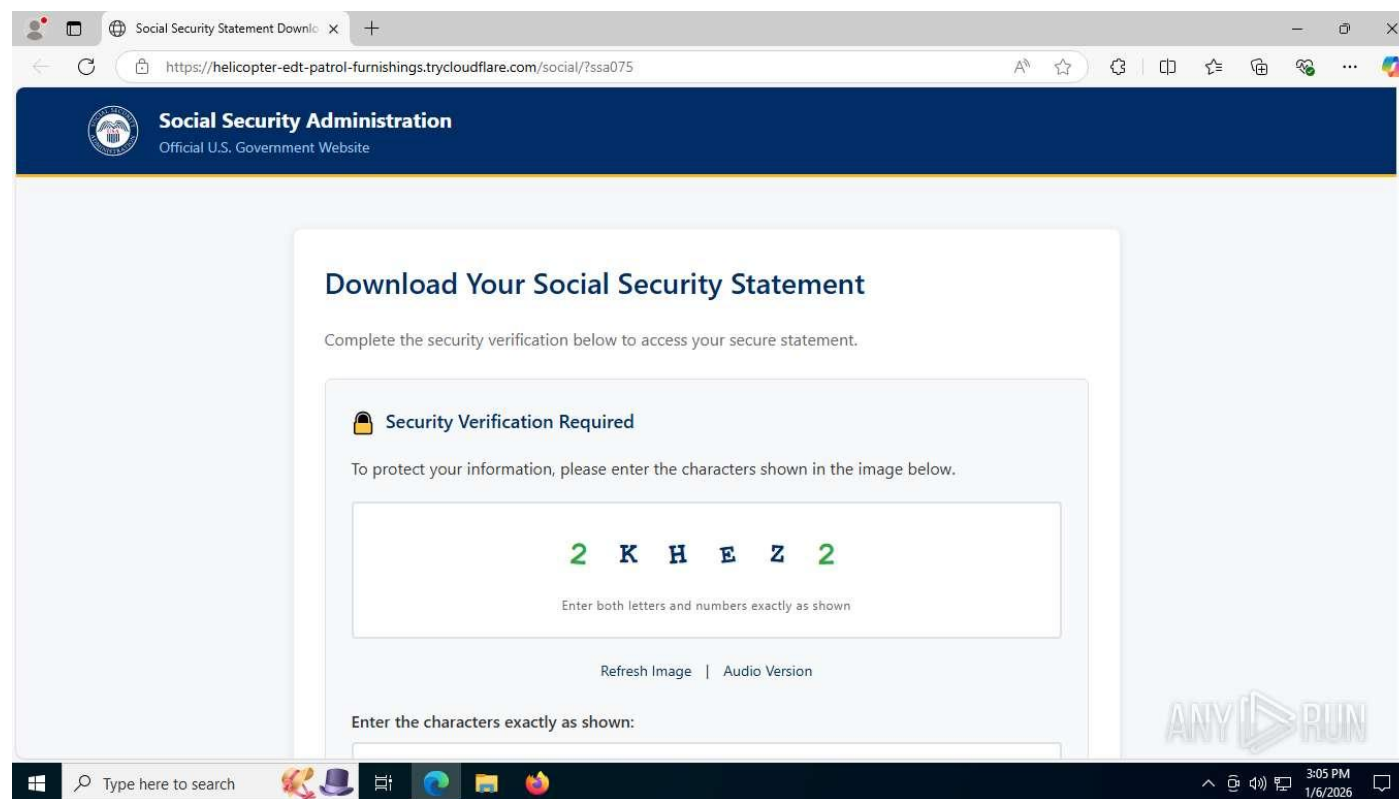 Social Security Statement Downlo
https://helicopter-edt-patrol-furnishings.trycloudflare.com/social/?ssa075
Social Security Administration
Official U.S. Government Website
Download Your Social Security Statement
Complete the security verification below to access your secure statement.
Security Verification Required
To protect your information, please enter the characters shown in the image below.
2 K H E Z 2
Enter both letters and numbers exactly as shown
Refresh Image | Audio Version
Enter the characters exactly as shown:
ANY RUN
Type here to search
3:05 PM
1/6/2026